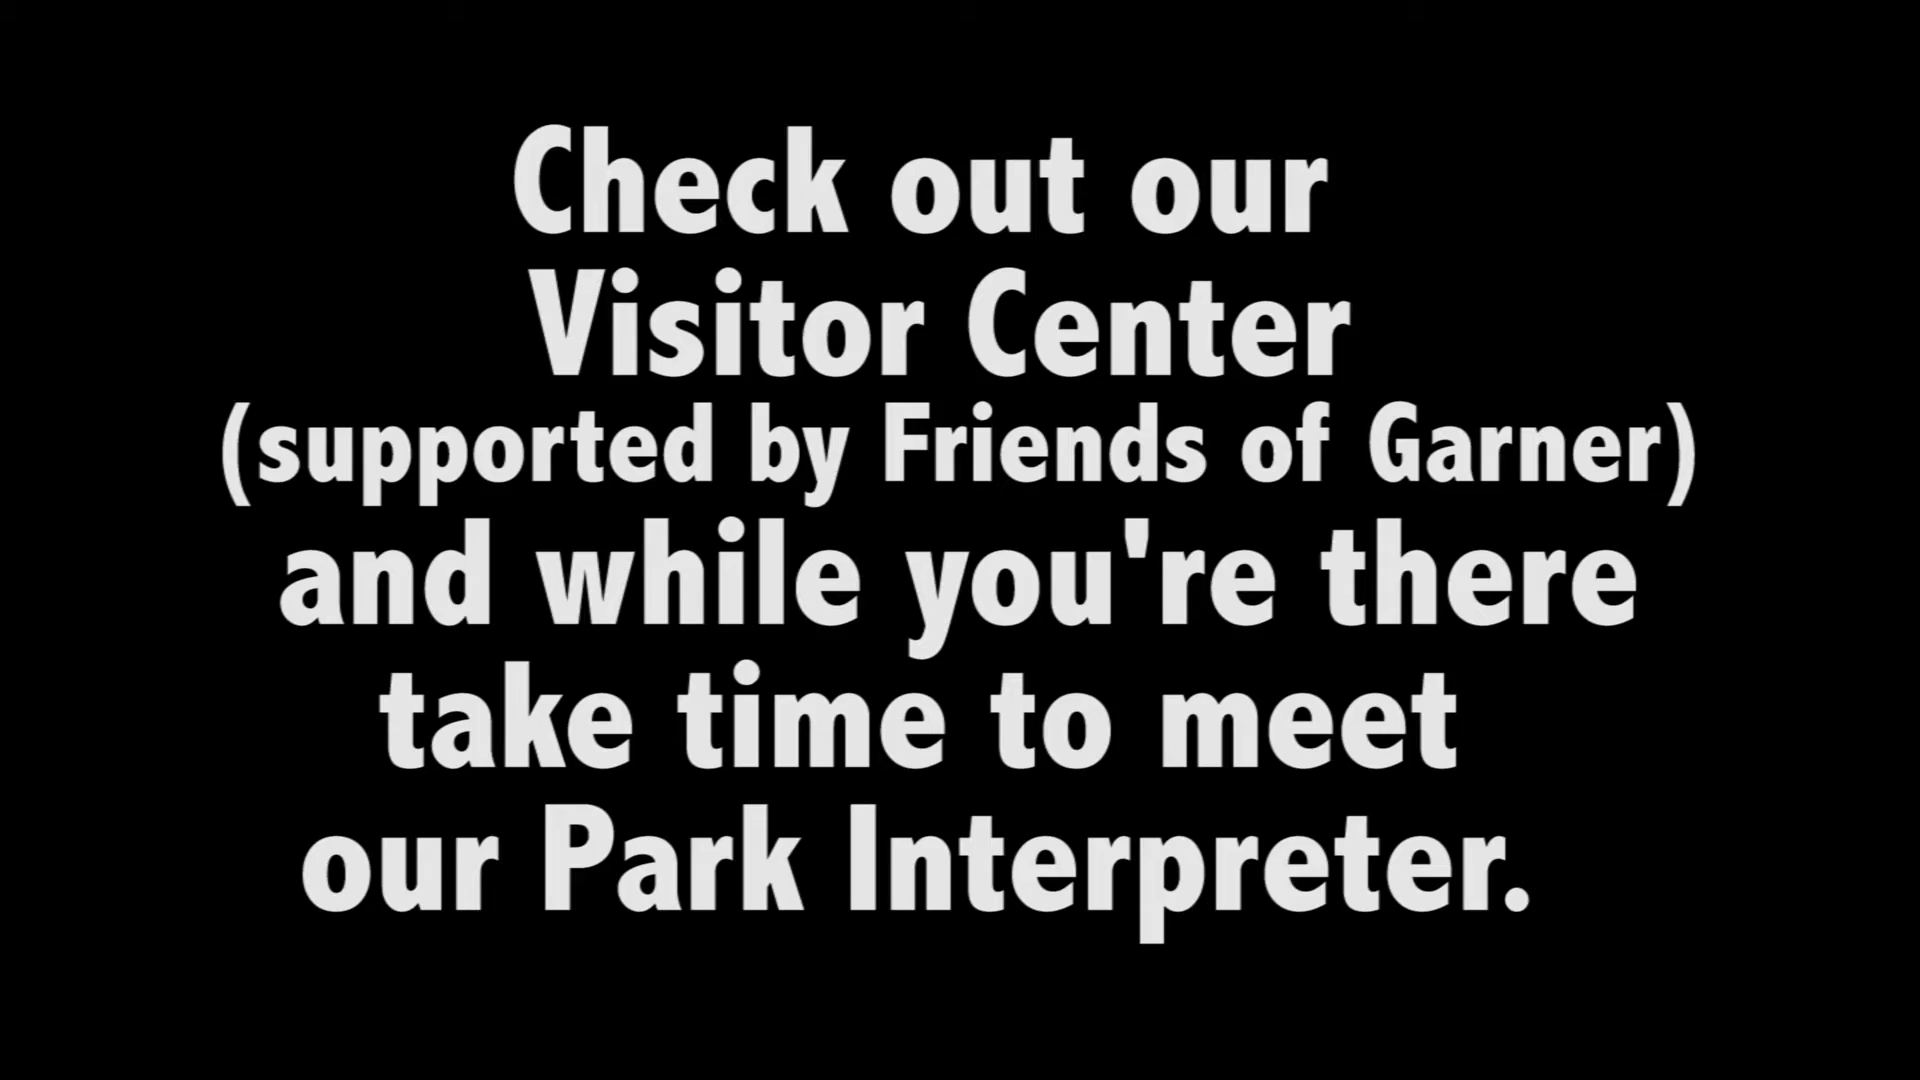 Check out our
Visitor Center
(supported by Friends of Garner)
and while you're there
take time to meet
our Park Interpreter.